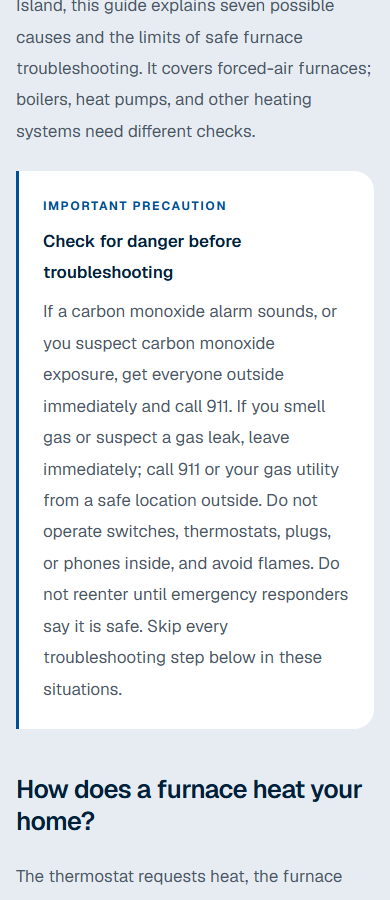 Island, this guide explains seven possible
causes and the limits of safe furnace
troubleshooting. It covers forced-air furnaces;
boilers, heat pumps, and other heating
systems need different checks.
IMPORTANT PRECAUTION
Check for danger before
troubleshooting
If a carbon monoxide alarm sounds, or
you suspect carbon monoxide
exposure, get everyone outside
immediately and call 911. If you smell
gas or suspect a gas leak, leave
immediately; call 911 or your gas utility
from a safe location outside. Do not
operate switches, thermostats, plugs,
or phones inside, and avoid flames. Do
not reenter until emergency responders
say it is safe. Skip every
troubleshooting step below in these
situations.
How does a furnace heat your
home?
The thermostat requests heat, the furnace